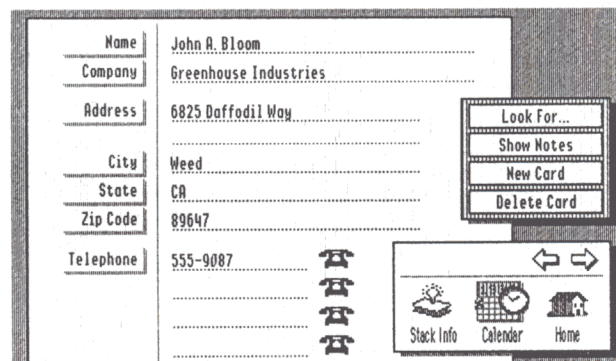 Name John A. Bloom
Company Greenhouse Industries
Address 6825 Daffodil Way
Look For...
Show Notes
City Weed
New Card
State CA
Delete Card
Zip Code 89647
Telephone 555-9087
Stack Info Calendar Home